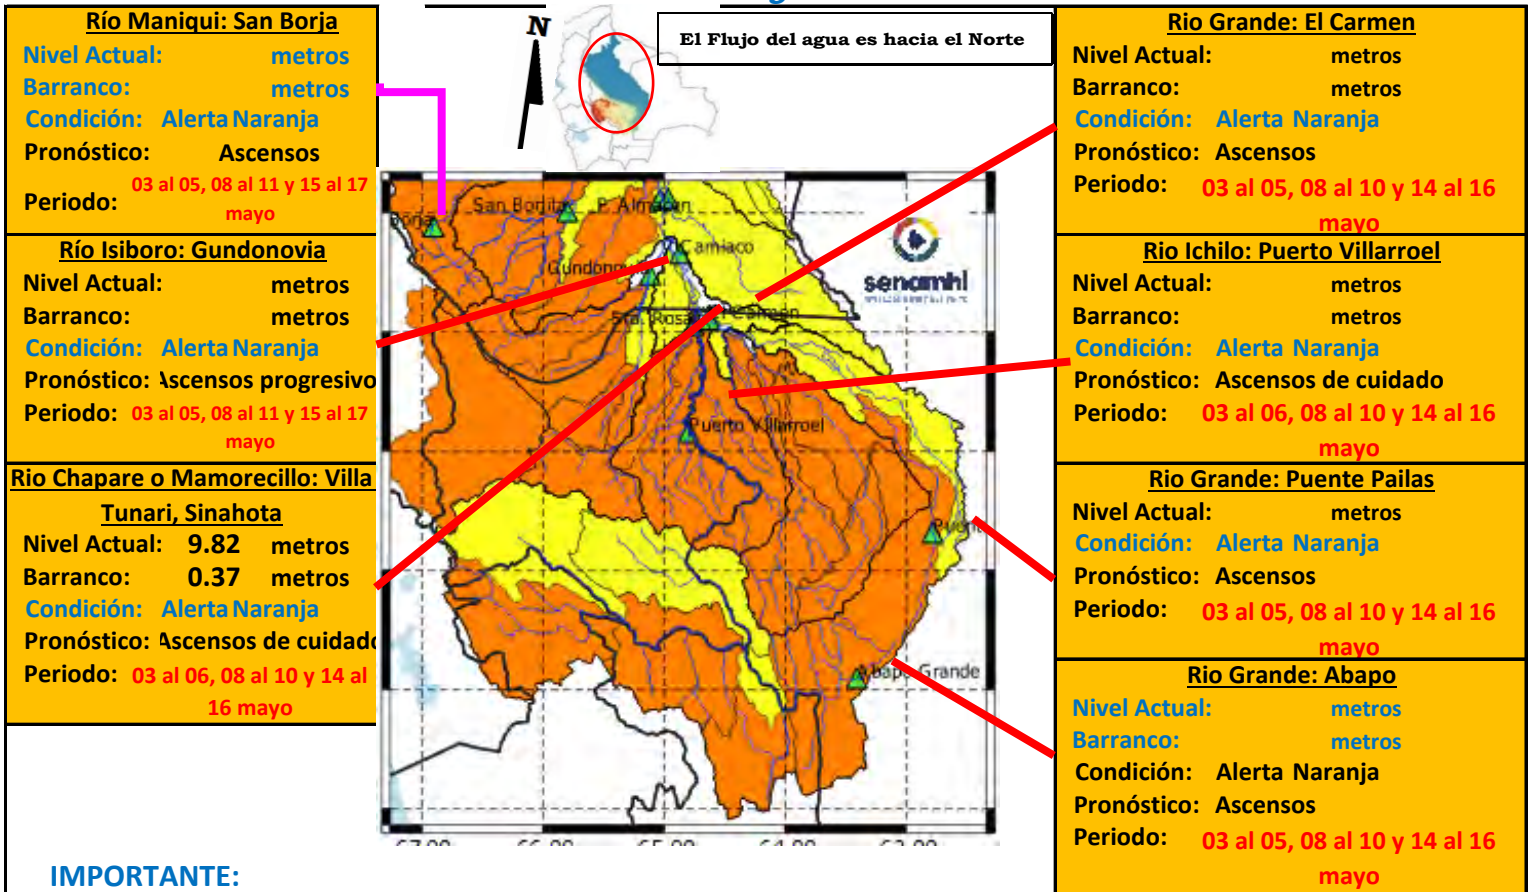 Río Maniqui: San Borja
Nivel Actual: metros
Barranco: metros
Condición: Alerta Naranja
Pronóstico: Ascensos
Periodo: 03 al 05, 08 al 11 y 15 al 17
mayo
Río Isiboro: Gundonovia
Nivel Actual: metros
Barranco: metros
Condición: Alerta Naranja
Pronóstico: Ascensos progresivo
Periodo: 03 al 05, 08 al 11 y 15 al 17
mayo
Rio Chapare o Mamorecillo: Villa
Tunari, Sinahota
Nivel Actual: 9.82 metros
Barranco: 0.37 metros
Condición: Alerta Naranja
Pronóstico: Ascensos de cuidado
Periodo: 03 al 06, 08 al 10 y 14 al
16 mayo
IMPORTANTE:
N
El Flujo del agua es hacia el Norte
San Bonita
P. Almacen
Camiaco
Gundonovia
senamhi
Sta. Rosa
Carmen
Puerto Villarroel
Abapo Grande
Rio Grande: El Carmen
Nivel Actual: metros
Barranco: metros
Condición: Alerta Naranja
Pronóstico: Ascensos
Periodo: 03 al 05, 08 al 10 y 14 al 16
mayo
Rio Ichilo: Puerto Villarroel
Nivel Actual: metros
Barranco: metros
Condición: Alerta Naranja
Pronóstico: Ascensos de cuidado
Periodo: 03 al 06, 08 al 10 y 14 al 16
mayo
Rio Grande: Puente Pailas
Nivel Actual: metros
Condición: Alerta Naranja
Pronóstico: Ascensos
Periodo: 03 al 05, 08 al 10 y 14 al 16
mayo
Rio Grande: Abapo
Nivel Actual: metros
Barranco: metros
Condición: Alerta Naranja
Pronóstico: Ascensos
Periodo: 03 al 05, 08 al 10 y 14 al 16
mayo